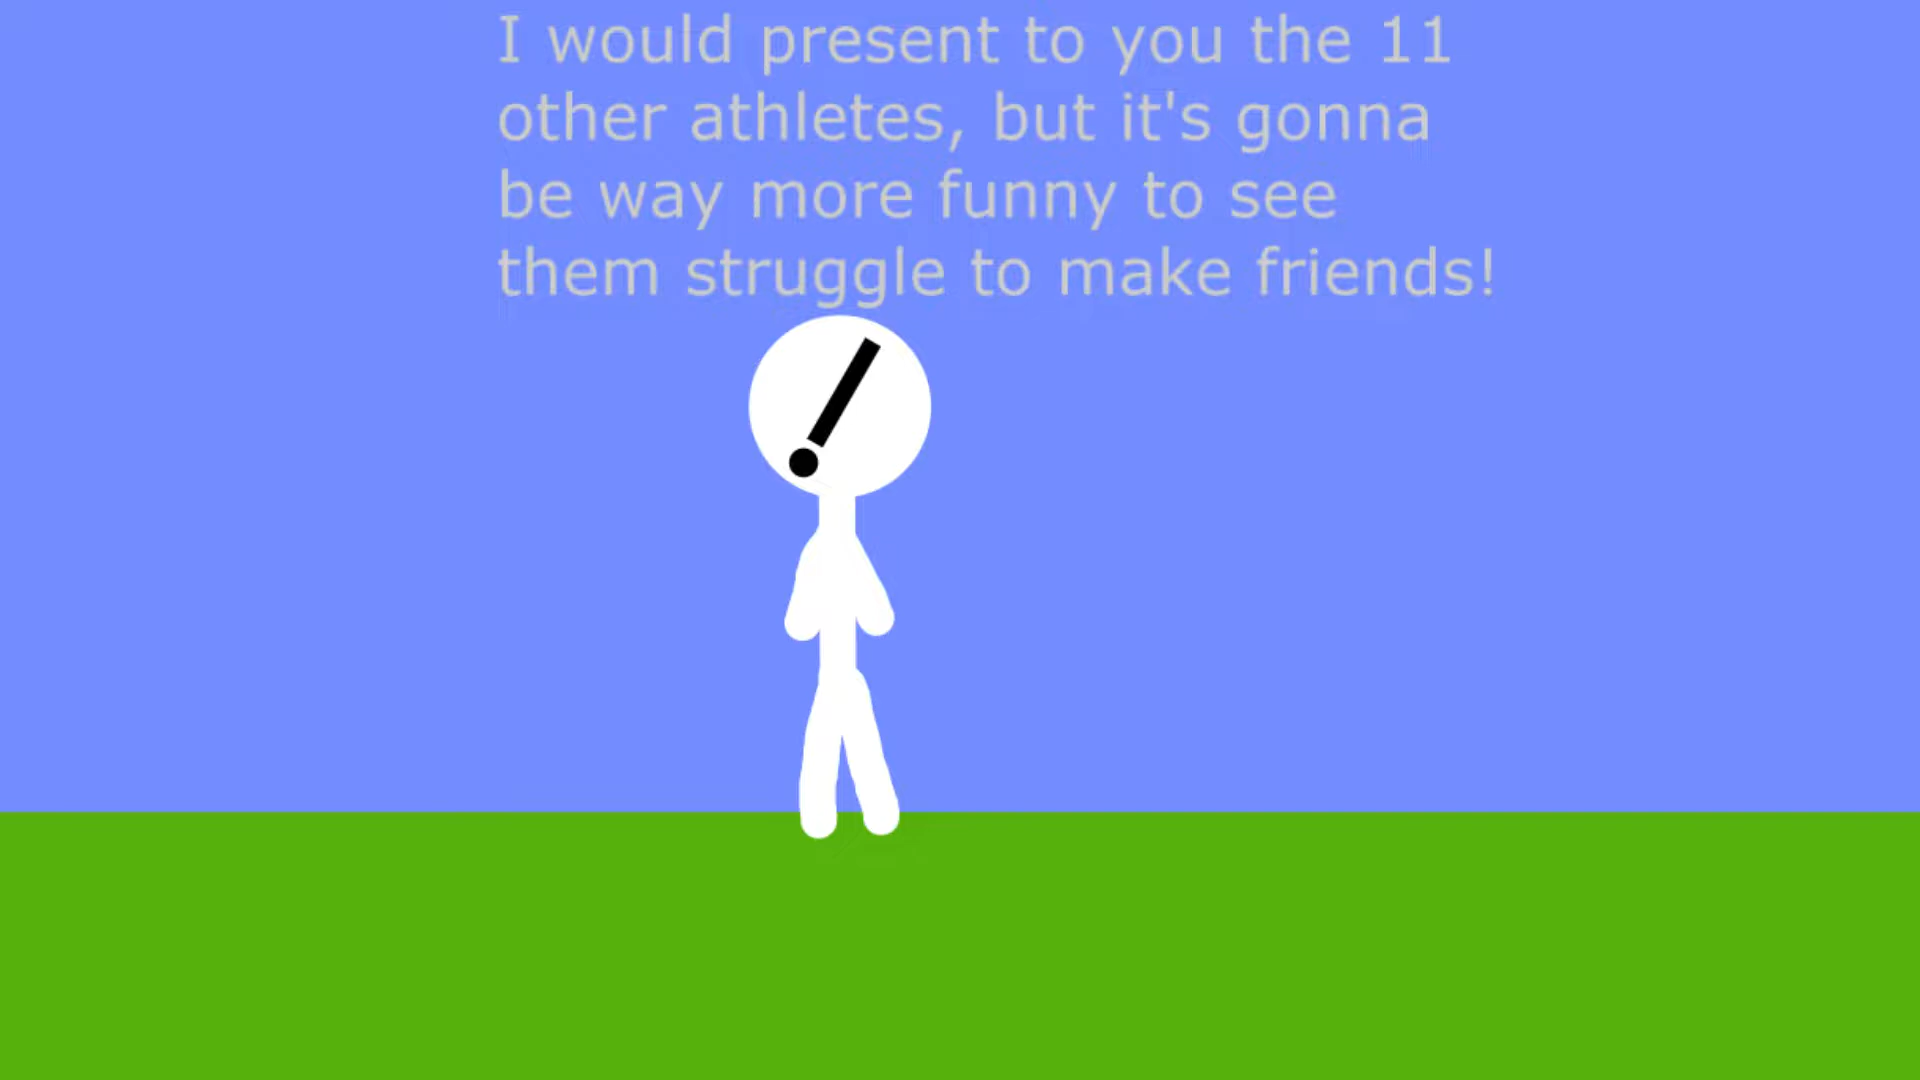 I would present to you the 11
other athletes, but it's gonna
be way more funny to see
them struggle to make friends!